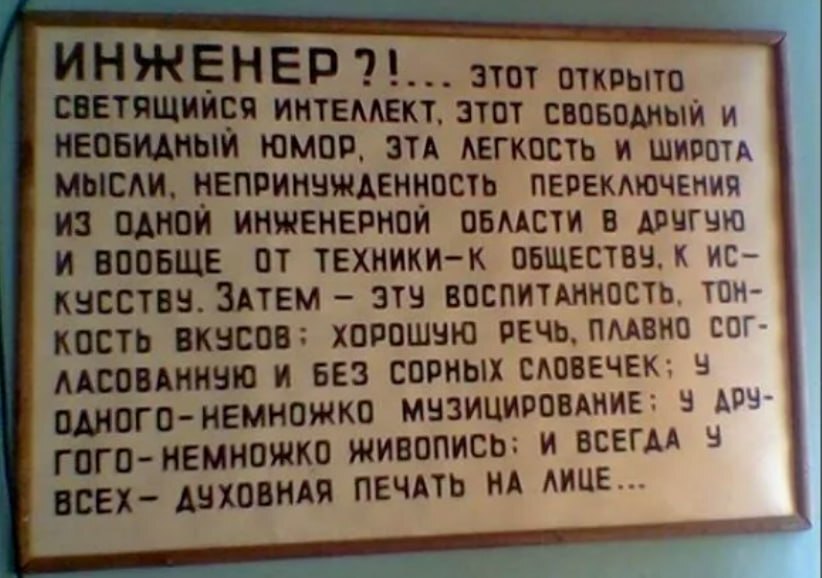 ИНЖЕНЕР?!... ЭТОТ ОТКРЫТО
СВЕТЯЩИЙСЯ ИНТЕЛЛЕКТ, ЭТОТ СВОБОДНЫЙ И
НЕОБИДНЫЙ ЮМОР, ЭТА ЛЕГКОСТЬ И ШИРОТА
МЫСЛИ, НЕПРИНУЖДЕННОСТЬ ПЕРЕКЛЮЧЕНИЯ
ИЗ ОДНОЙ ИНЖЕНЕРНОЙ ОБЛАСТИ В ДРУГУЮ
И ВООБЩЕ ОТ ТЕХНИКИ–К ОБЩЕСТВУ, К ИС–
КУССТВУ. ЗАТЕМ – ЭТУ ВОСПИТАННОСТЬ, ТОН-
КОСТЬ ВКУСОВ; ХОРОШУЮ РЕЧЬ, ПЛАВНО СОГ-
ЛАСОВАННУЮ И БЕЗ СОРНЫХ СЛОВЕЧЕК; У
ОДНОГО–НЕМНОЖКО МУЗИЦИРОВАНИЕ; У ДРУ-
ГОГО–НЕМНОЖКО ЖИВОПИСЬ; И ВСЕГДА У
ВСЕХ– ДУХОВНАЯ ПЕЧАТЬ НА ЛИЦЕ...